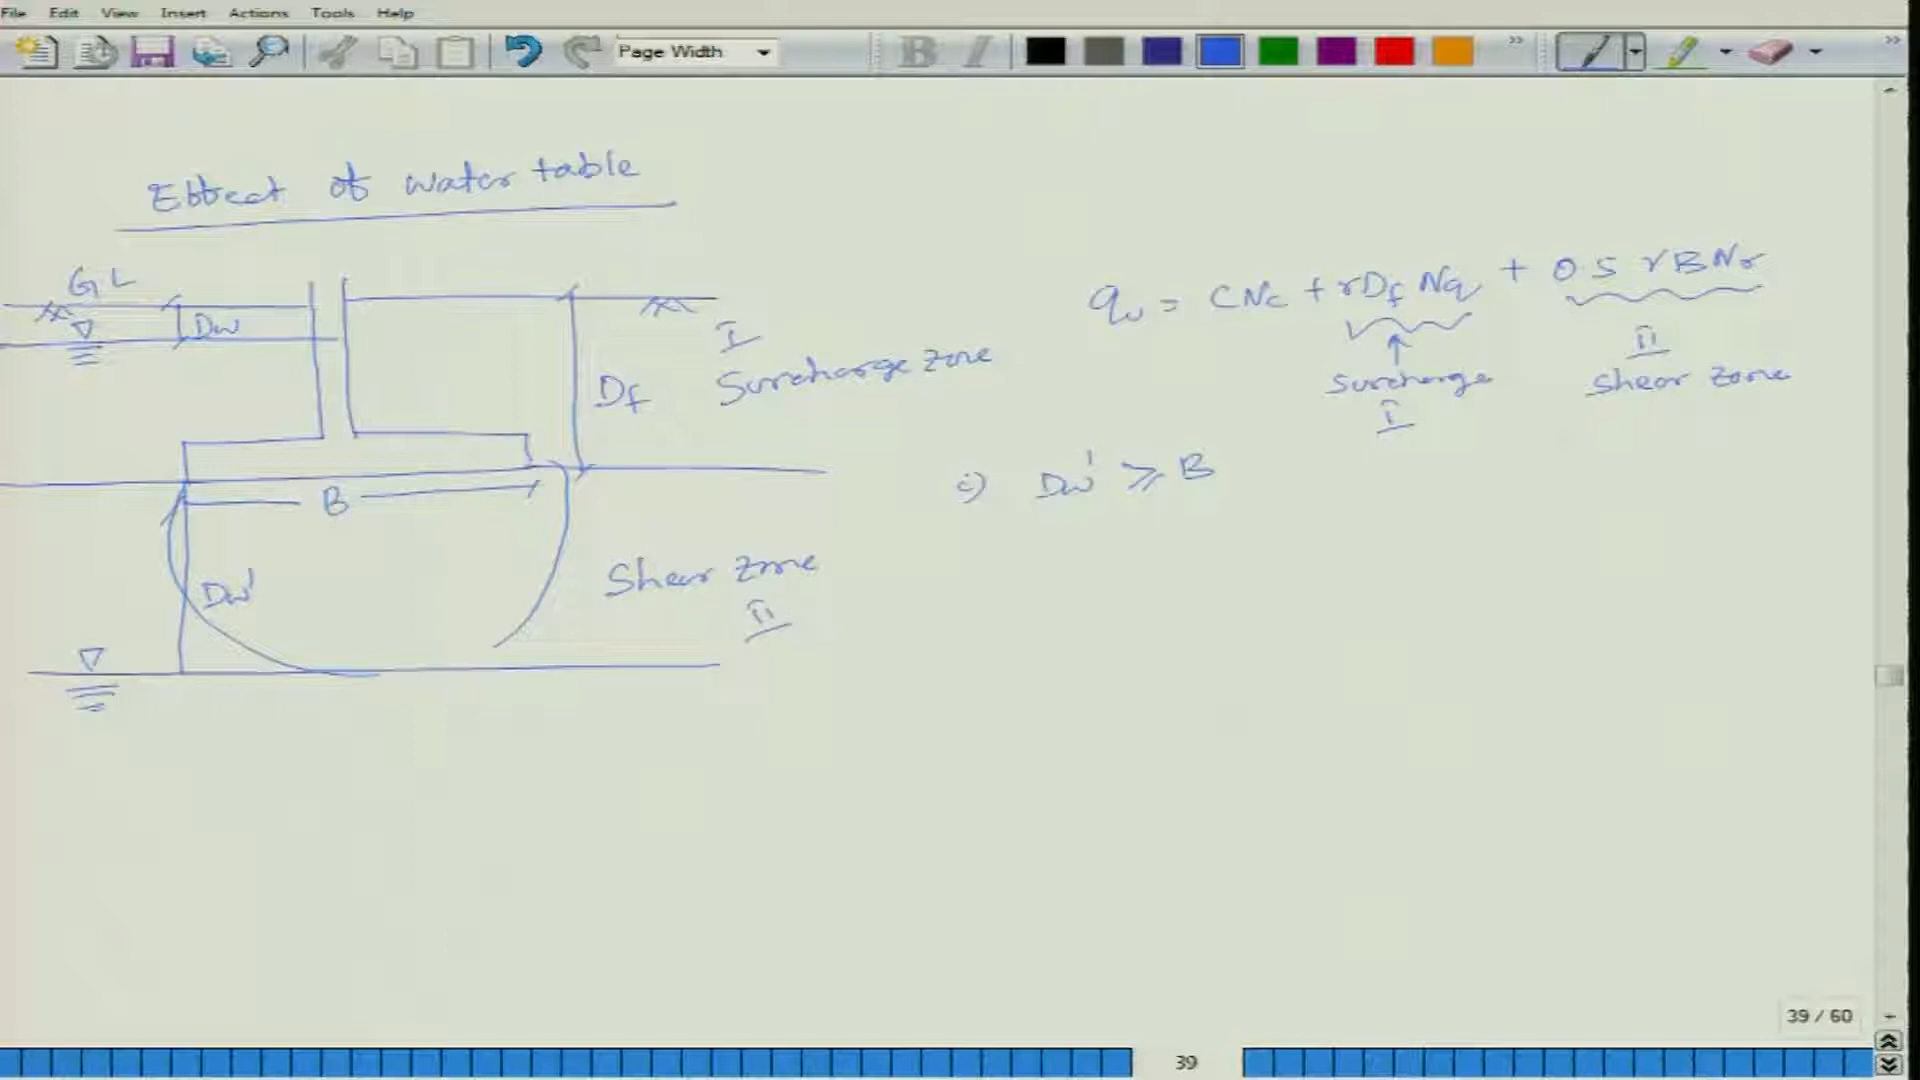 File Edit View Insert Actions Tools Help
Page Width
B I
Effect of water table
GL
Dw
Df
I
Surcharge zone
B
Dw'
Shear zone
II
qu = CNc + γDf Nq + 0.5 γBNγ
Surcharge
I
II
Shear zone
i) Dw' ⩾ B
39 / 60
39